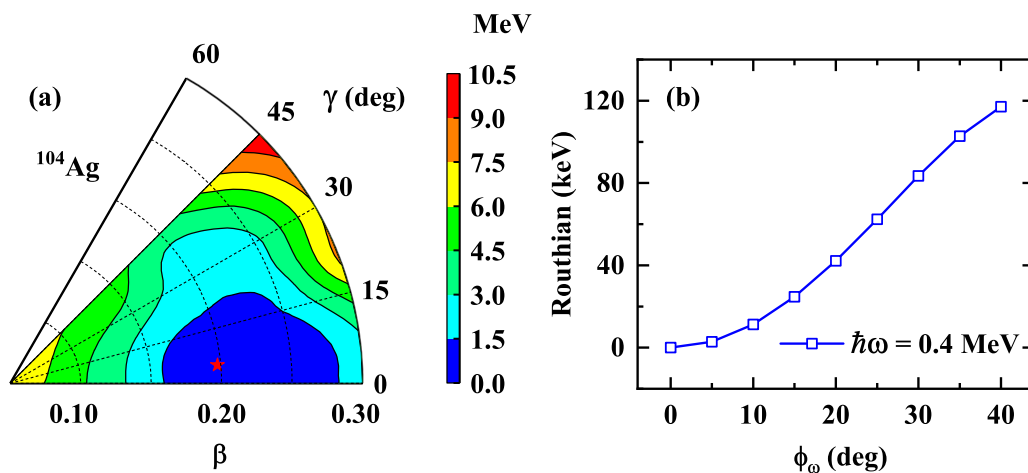 MeV
(a)
¹⁰⁴Ag
γ (deg)
60
45
30
15
0
0.10
0.20
0.30
β
10.5
9.0
7.5
6.0
4.5
3.0
1.5
0.0
(b)
Routhian (keV)
120
80
40
0
ħω = 0.4 MeV
0
10
20
30
40
ϕω (deg)